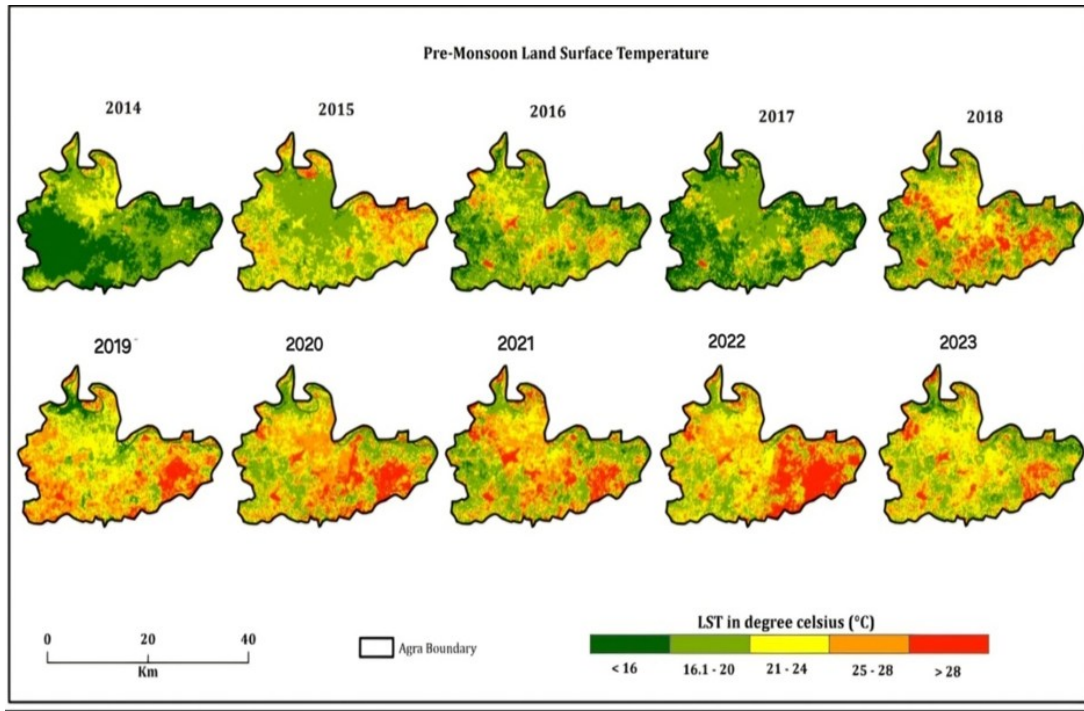 Pre-Monsoon Land Surface Temperature
2014 2015 2016 2017 2018
2019 2020 2021 2022 2023
0 20 40
Km
Agra Boundary
LST in degree celsius (°C)
< 16 16.1 - 20 21 - 24 25 - 28 > 28